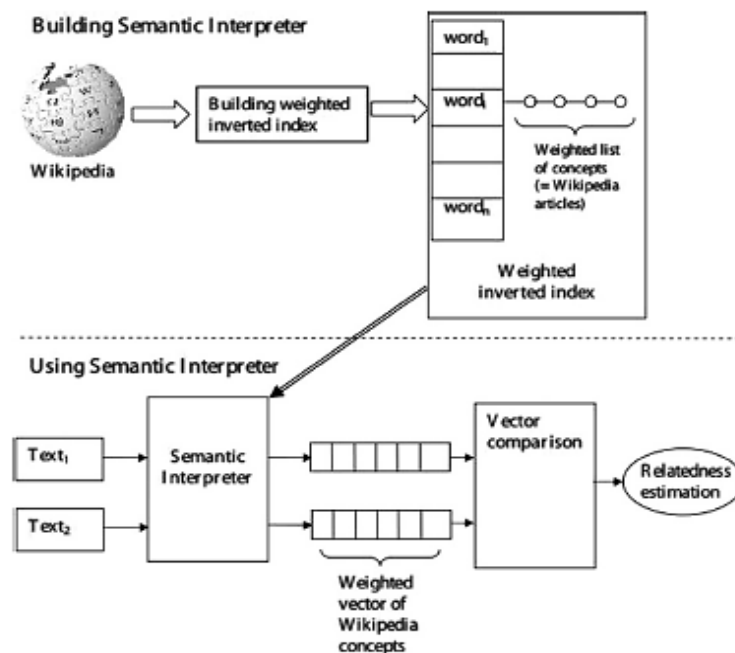 Building Semantic Interpreter
Wikipedia
Building weighted
inverted index
word1
wordi
wordn
Weighted list
of concepts
(= Wikipedia
articles)
Weighted
inverted index
Using Semantic Interpreter
Text1
Text2
Semantic
Interpreter
Weighted
vector of
Wikipedia
concepts
Vector
comparison
Relatedness
estimation